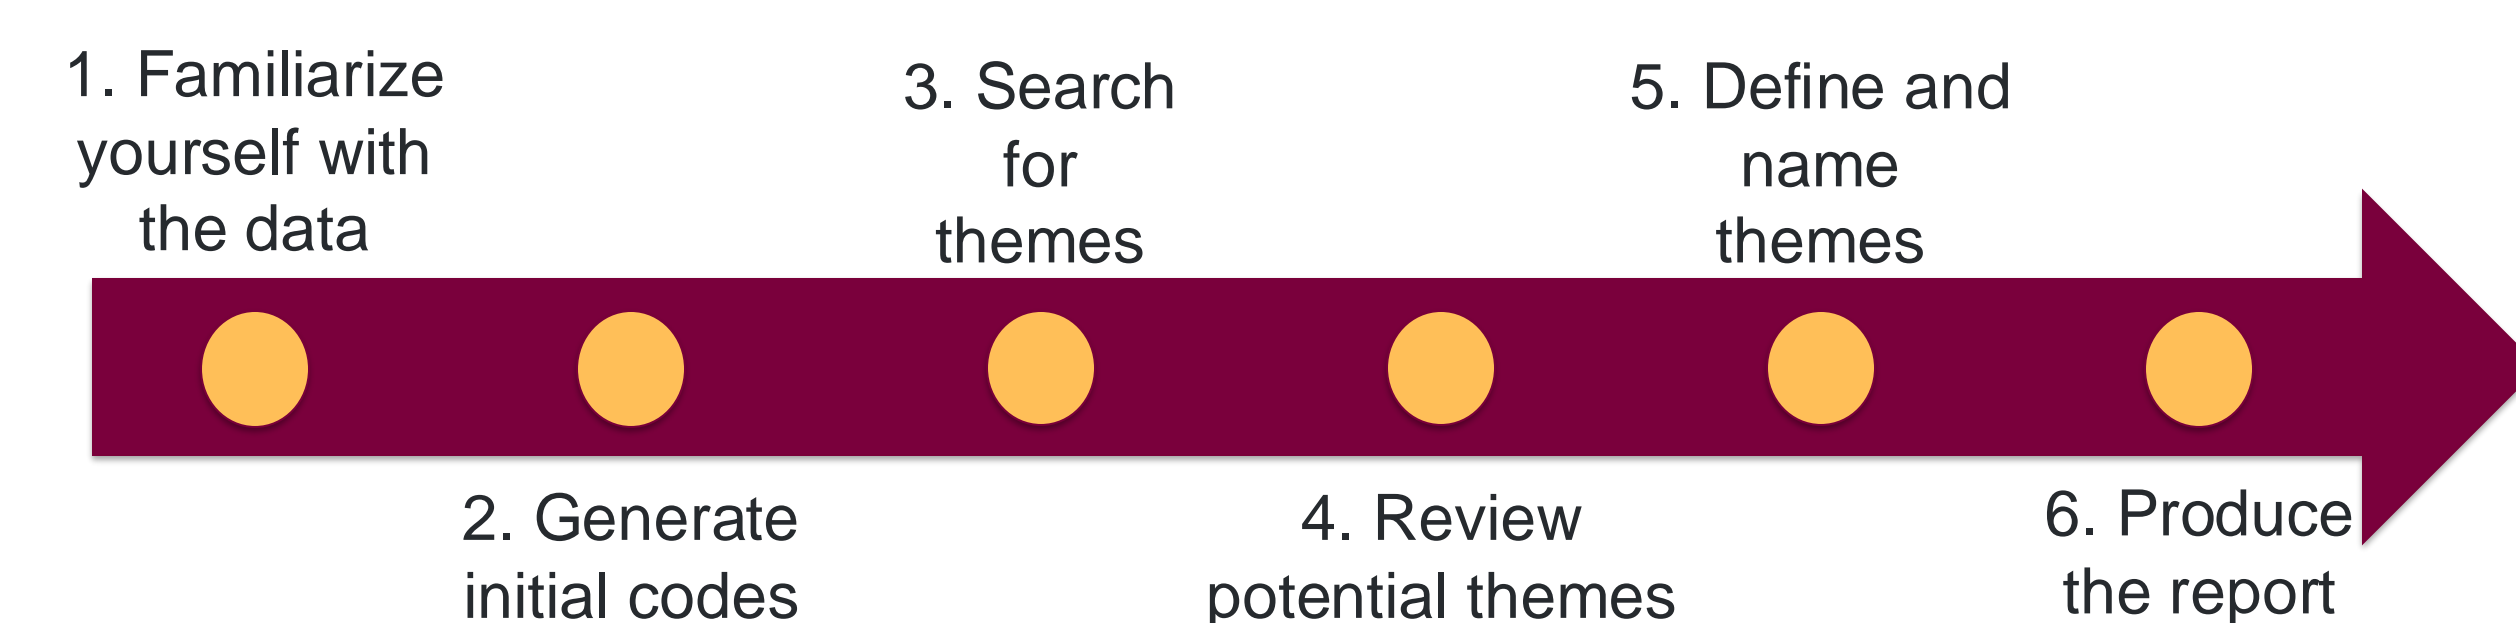 1. Familiarize
yourself with
the data
2. Generate
initial codes
3. Search
for
themes
4. Review
potential themes
5. Define and
name
themes
6. Produce
the report